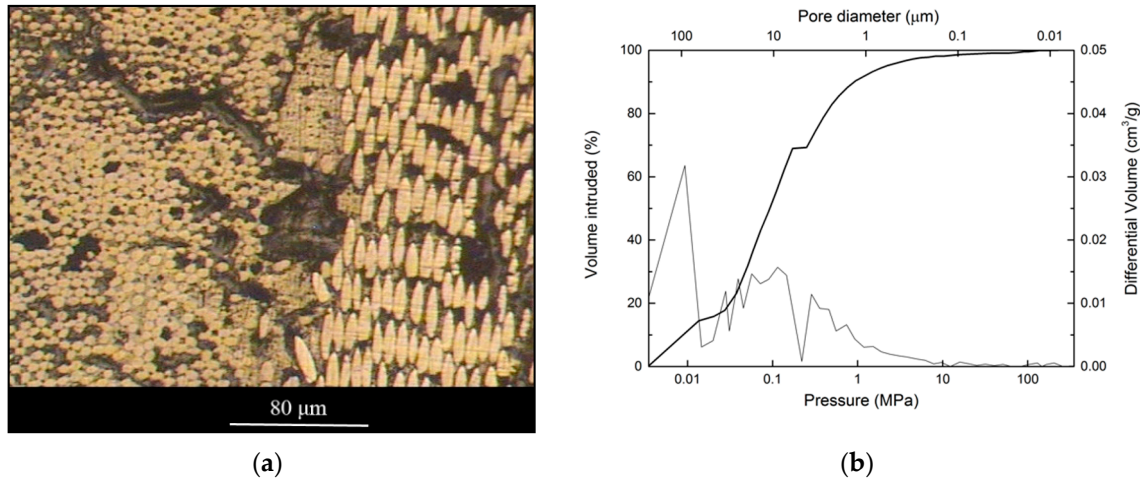 80 μm
(a)
Pore diameter (μm)
100 10 1 0.1 0.01
100
80
60
40
20
0
Volume intruded (%)
0.05
0.04
0.03
0.02
0.01
0.00
Differential Volume (cm³/g)
0.01 0.1 1 10 100
Pressure (MPa)
(b)